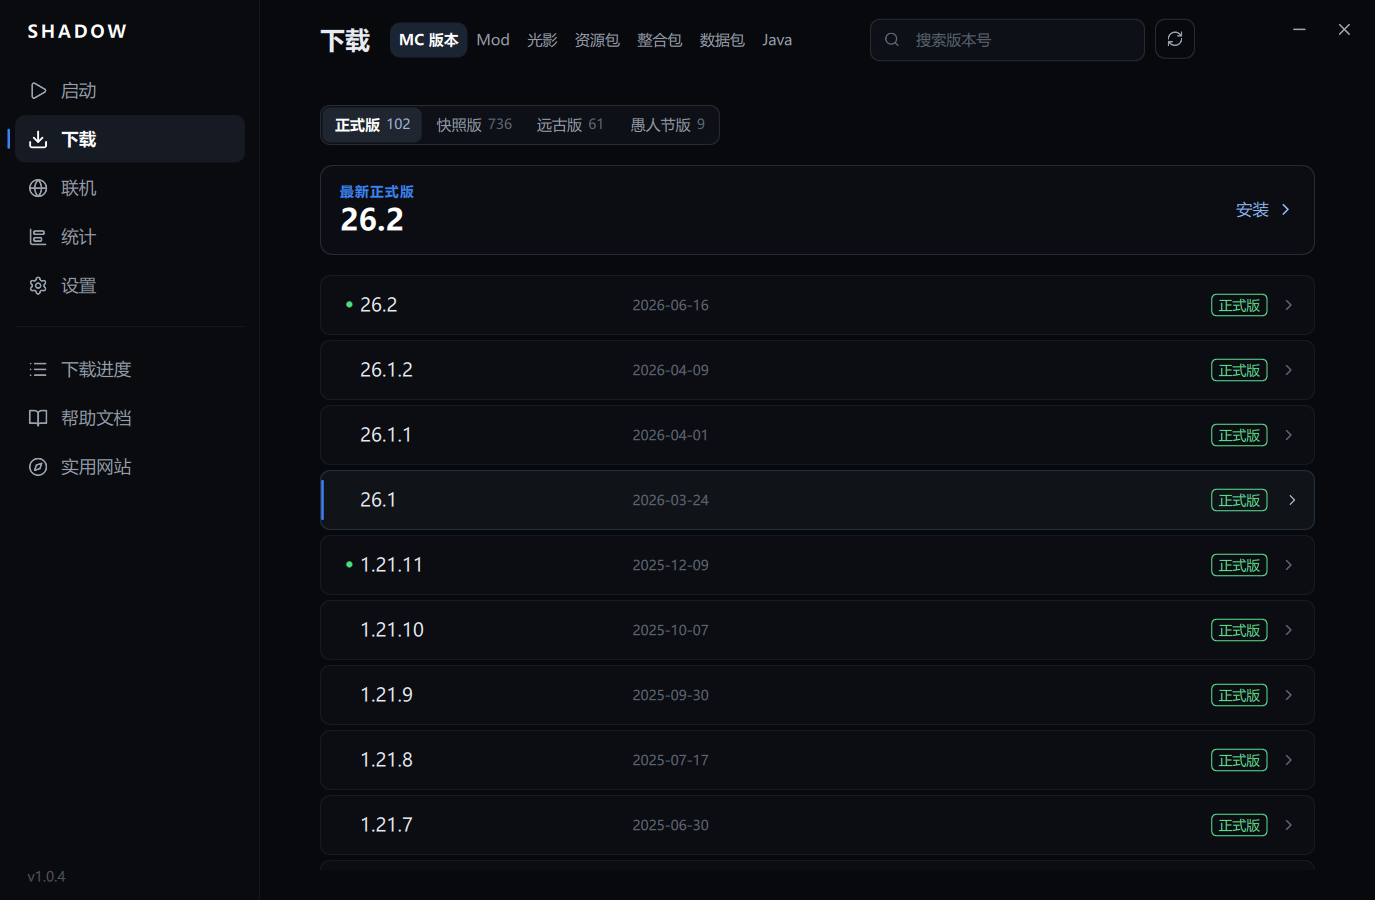 SHADOW
启动
下载
联机
统计
设置
下载进度
帮助文档
实用网站
v1.0.4
下载 MC 版本 Mod 光影 资源包 整合包 数据包 Java
搜索版本号
正式版 102 快照版 736 远古版 61 愚人节版 9
最新正式版
26.2
安装
26.2 2026-06-16 正式版
26.1.2 2026-04-09 正式版
26.1.1 2026-04-01 正式版
26.1 2026-03-24 正式版
1.21.11 2025-12-09 正式版
1.21.10 2025-10-07 正式版
1.21.9 2025-09-30 正式版
1.21.8 2025-07-17 正式版
1.21.7 2025-06-30 正式版